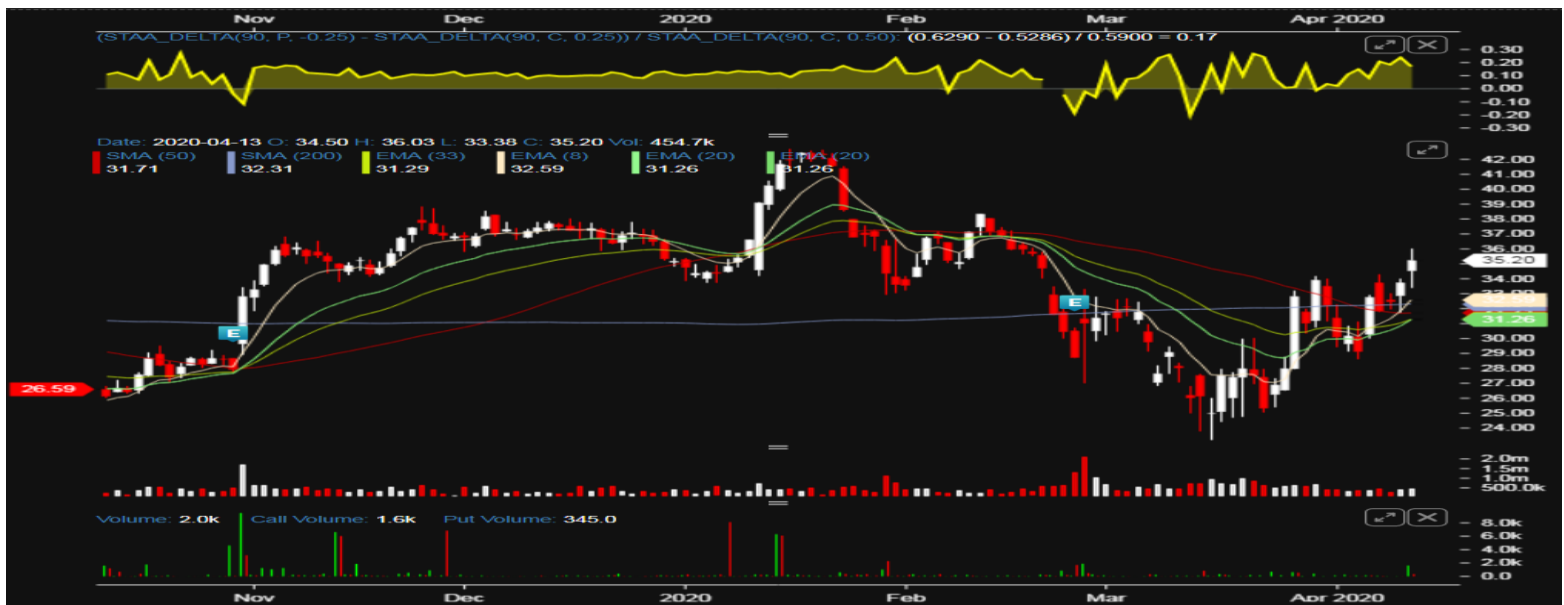 Nov Dec 2020 Feb Mar Apr 2020
(STAA_DELTA(90, P, -0.25) - STAA_DELTA(90, C, 0.25)) / STAA_DELTA(90, C, 0.50): (0.6290 - 0.5286) / 0.5900 = 0.17
0.30
0.20
0.10
0.00
-0.10
-0.20
-0.30
Date: 2020-04-13 O: 34.50 H: 36.03 L: 33.38 C: 35.20 Vol: 454.7k
SMA (50) SMA (200) EMA (33) EMA (8) EMA (20) EMA (20)
31.71 32.31 31.29 32.59 31.26 31.26
42.00
41.00
40.00
39.00
38.00
37.00
36.00
35.20
34.00
33.00
E
32.59
E
31.26
30.00
29.00
28.00
27.00
26.59
26.00
25.00
24.00
2.0m
1.5m
1.0m
500.0k
Volume: 2.0k Call Volume: 1.6k Put Volume: 345.0
8.0k
6.0k
4.0k
2.0k
0.0
Nov Dec 2020 Feb Mar Apr 2020